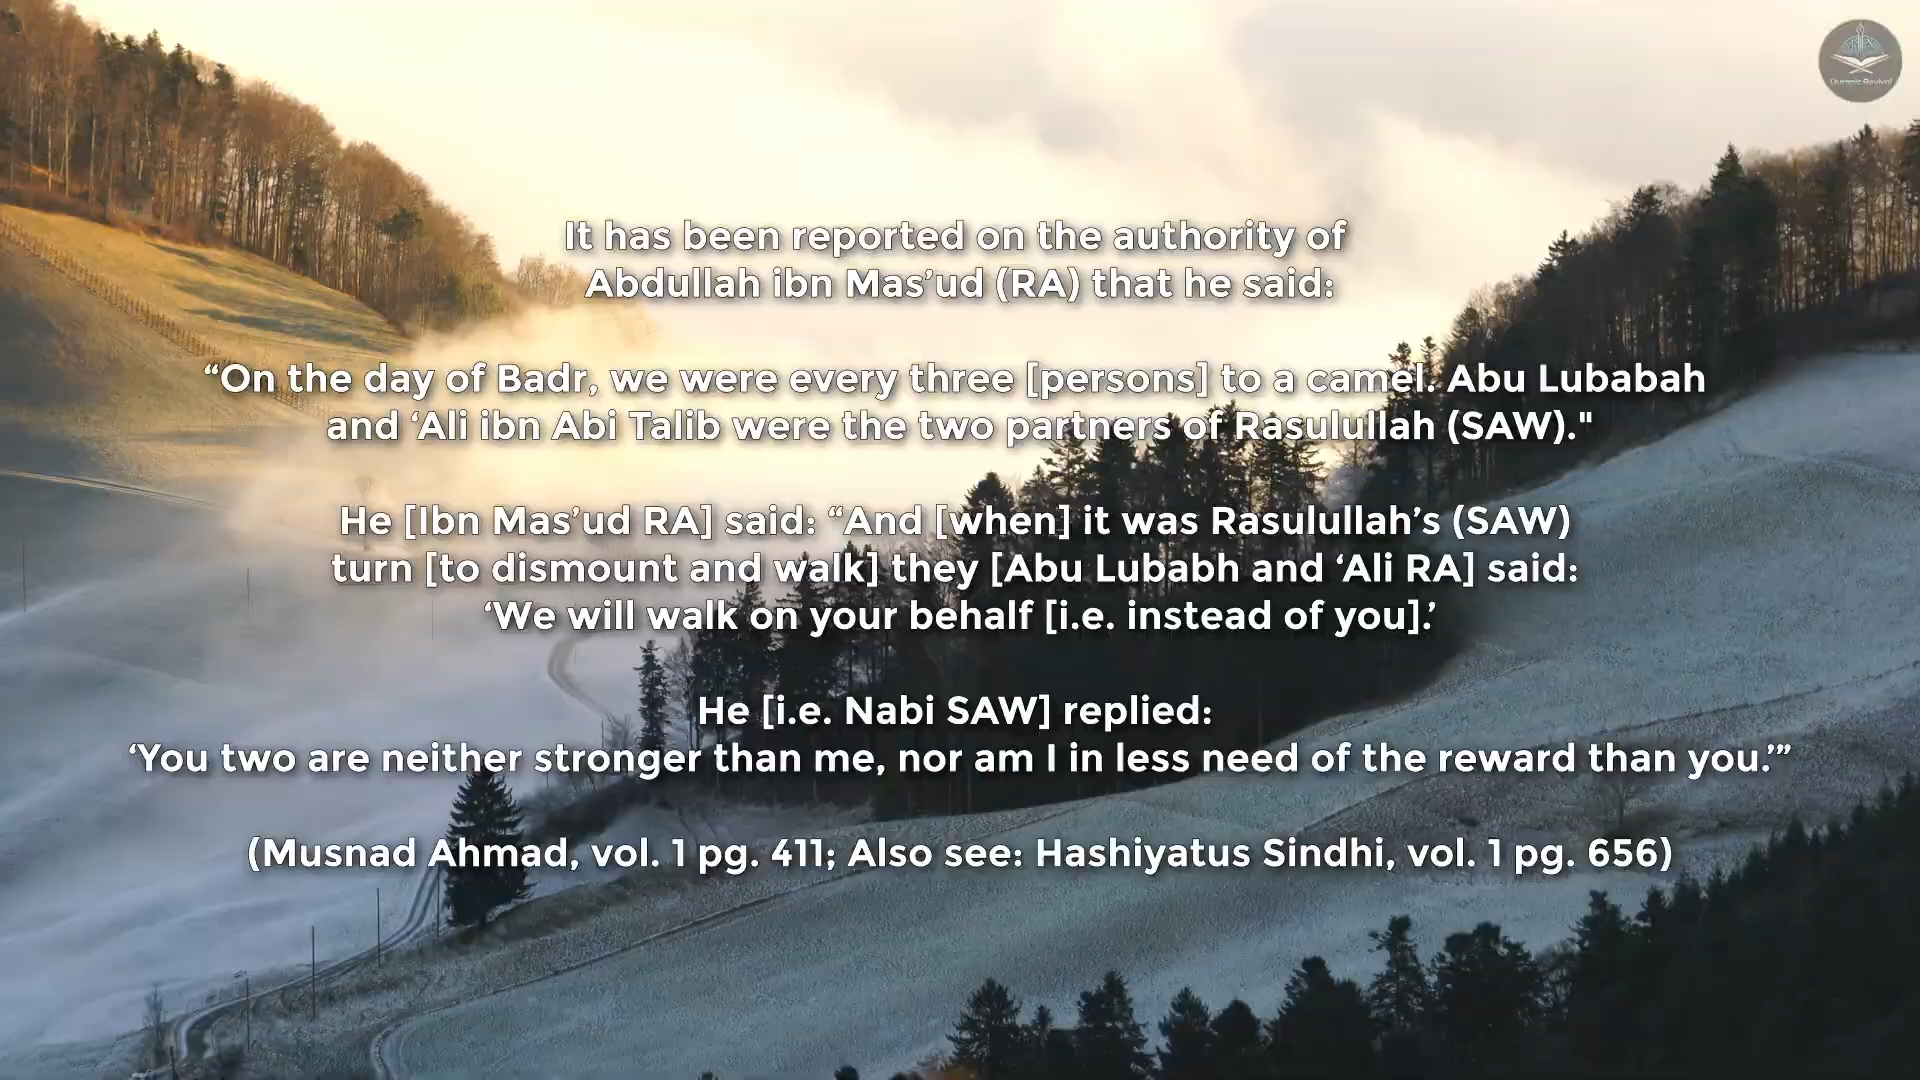 Quranic Revival
It has been reported on the authority of
Abdullah ibn Mas’ud (RA) that he said:
“On the day of Badr, we were every three [persons] to a camel. Abu Lubabah
and ‘Ali ibn Abi Talib were the two partners of Rasulullah (SAW)."
He [Ibn Mas’ud RA] said: “And [when] it was Rasulullah’s (SAW)
turn [to dismount and walk] they [Abu Lubabh and ‘Ali RA] said:
‘We will walk on your behalf [i.e. instead of you].’
He [i.e. Nabi SAW] replied:
‘You two are neither stronger than me, nor am I in less need of the reward than you.’”
(Musnad Ahmad, vol. 1 pg. 411; Also see: Hashiyatus Sindhi, vol. 1 pg. 656)